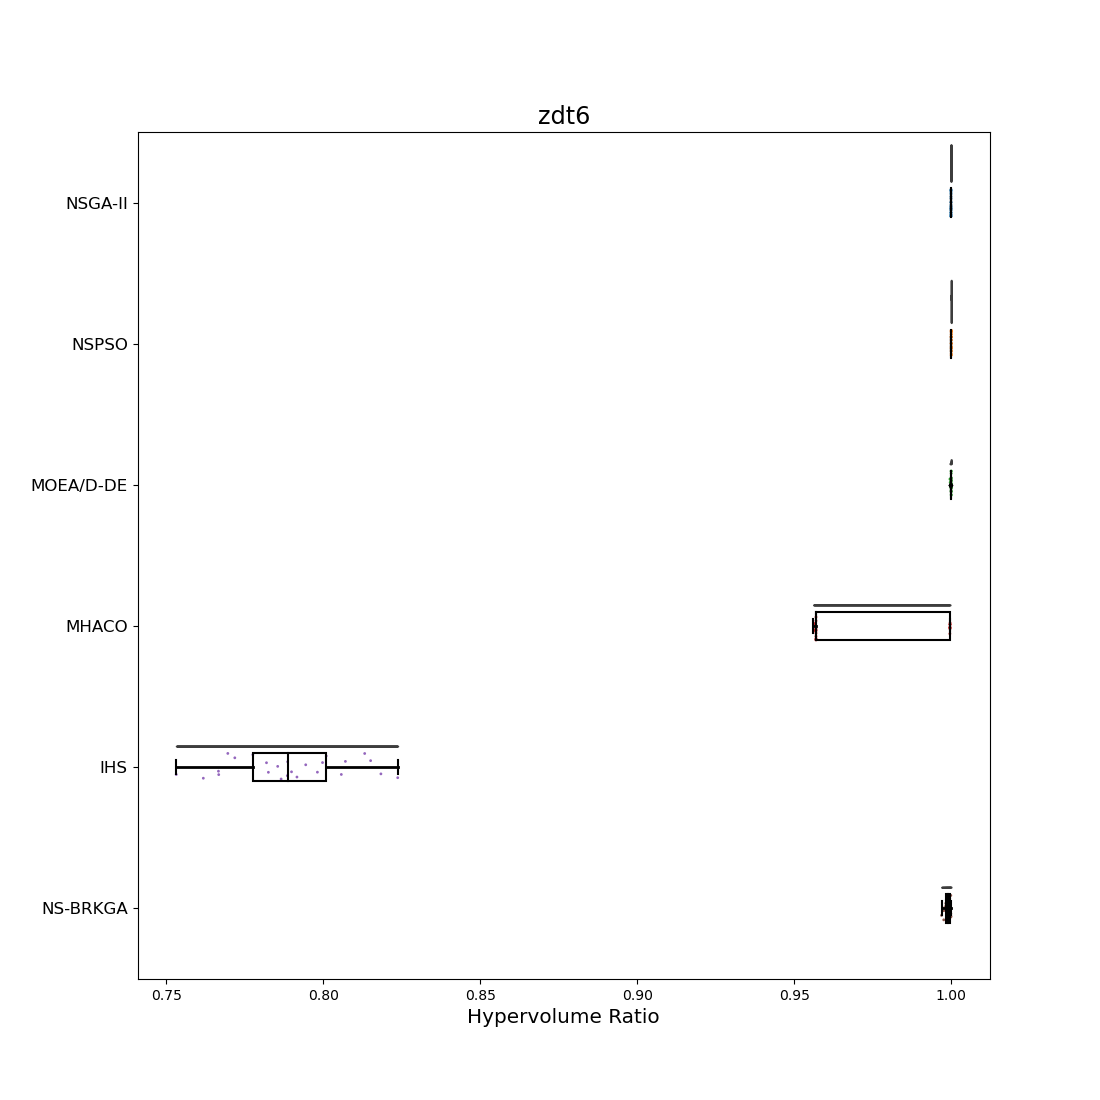 zdt6
NSGA-II
NSPSO
MOEA/D-DE
MHACO
IHS
NS-BRKGA
0.75 0.80 0.85 0.90 0.95 1.00
Hypervolume Ratio